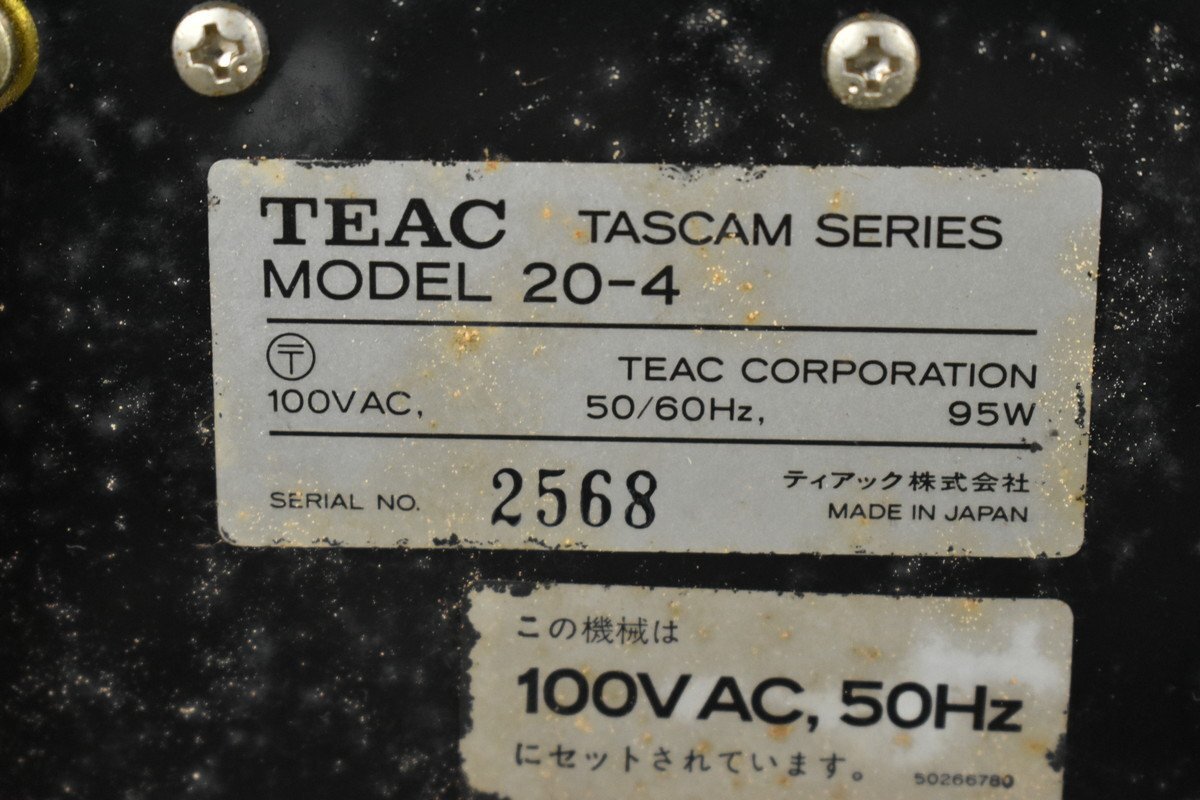 TEAC TASCAM SERIES
MODEL 20-4
〒
TEAC CORPORATION
100VAC, 50/60Hz, 95W
SERIAL NO. 2568
ティアック株式会社
MADE IN JAPAN
この機械は
100V AC, 50Hz
にセットされています。
50266780